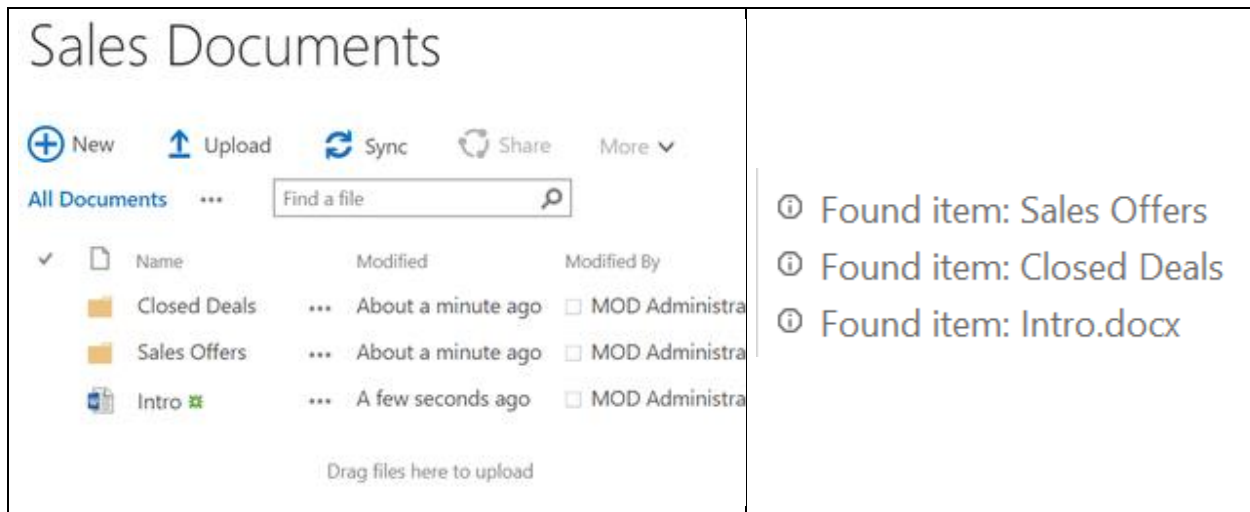 Sales Documents
New Upload Sync Share More
All Documents ... Find a file
Name Modified Modified By
Closed Deals ... About a minute ago MOD Administra
Sales Offers ... About a minute ago MOD Administra
Intro ... A few seconds ago MOD Administra
Drag files here to upload
Found item: Sales Offers
Found item: Closed Deals
Found item: Intro.docx